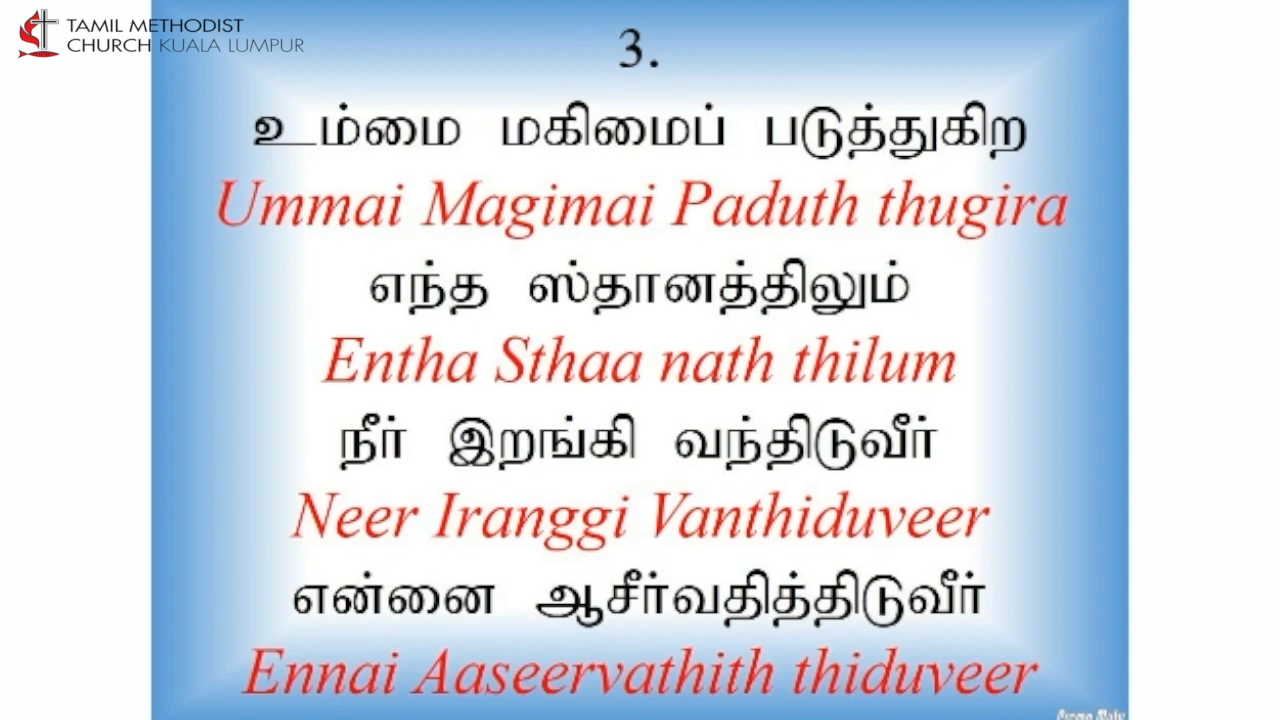 TAMIL METHODIST
CHURCH KUALA LUMPUR
3.
உம்மை மகிமைப் படுத்துகிற
Ummai Magimai Paduth thugira
எந்த ஸ்தானத்திலும்
Entha Sthaa nath thilum
நீர் இறங்கி வந்திடுவீர்
Neer Iranggi Vanthiduveer
என்னை ஆசீர்வதித்திடுவீர்
Ennai Aaseervathith thiduveer